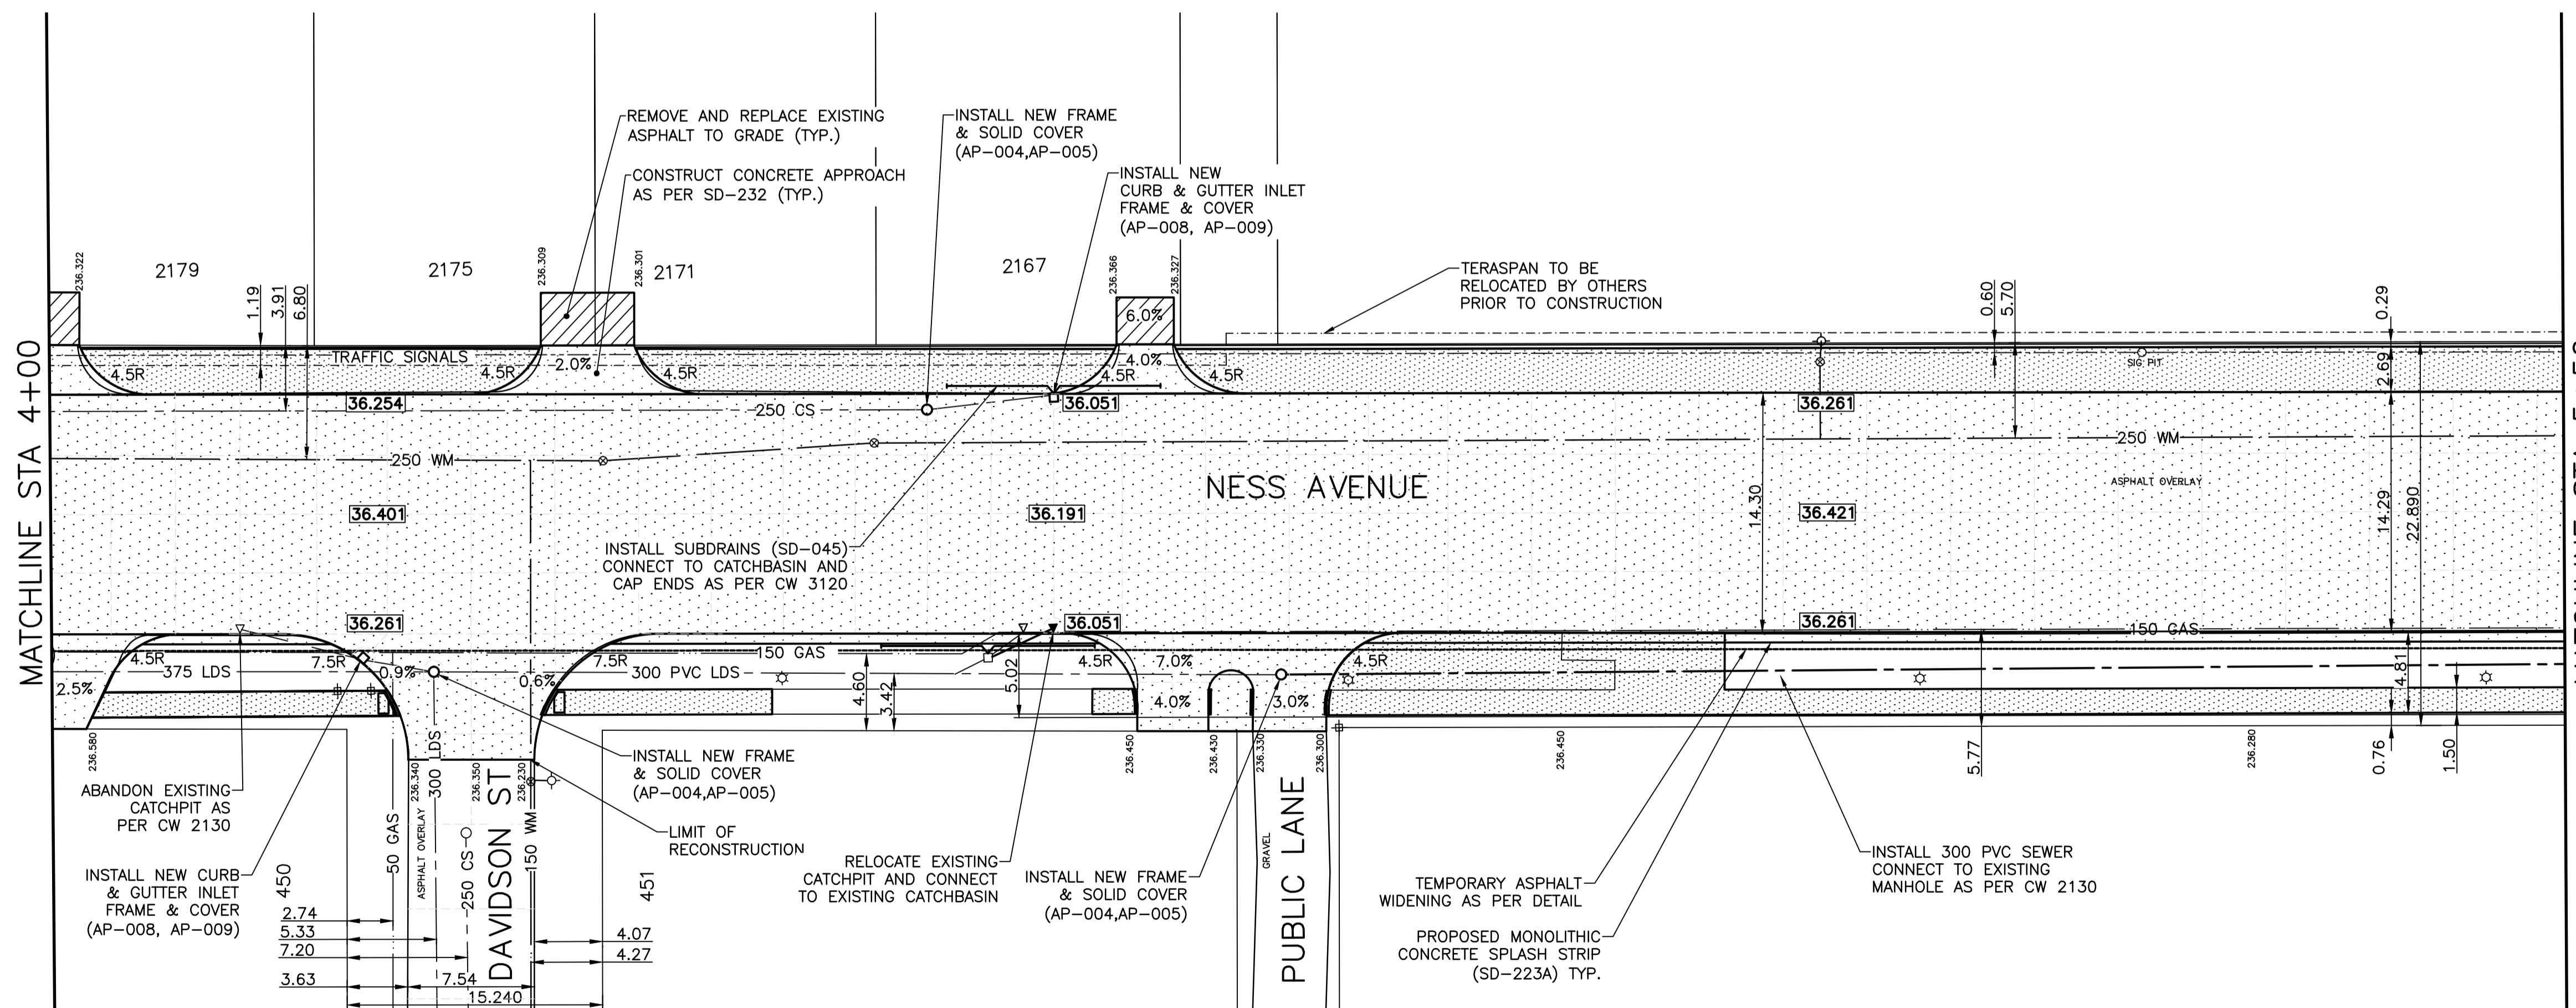 REMOVE AND REPLACE EXISTING
ASPHALT TO GRADE (TYP.)
CONSTRUCT CONCRETE APPROACH
AS PER SD-232 (TYP.)
INSTALL NEW FRAME
& SOLID COVER
(AP-004,AP-005)
INSTALL NEW
CURB & GUTTER INLET
FRAME & COVER
(AP-008, AP-009)
TERASPAN TO BE
RELOCATED BY OTHERS
PRIOR TO CONSTRUCTION
236.322
2179
2175
236.309
236.301
2171
2167
236.366
236.327
1.19
3.91
6.80
6.0%
0.60
5.70
0.29
MATCHLINE STA 4+00
TRAFFIC SIGNALS
4.5R
4.5R
2.0%
4.5R
4.0%
4.5R
4.5R
SIG PIT
2.69
36.254
250 CS
36.051
36.261
250 WM
250 WM
NESS AVENUE
ASPHALT OVERLAY
36.401
36.191
36.421
14.30
14.29
22.890
INSTALL SUBDRAINS (SD-045)
CONNECT TO CATCHBASIN AND
CAP ENDS AS PER CW 3120
36.261
36.051
36.261
150 GAS
4.5R
7.5R
7.5R
150 GAS
4.5R
7.0%
4.5R
375 LDS
0.9%
0.6%
300 PVC LDS
2.5%
4.60
3.42
5.02
4.0%
3.0%
4.81
236.580
236.340
300 LDS
236.350
236.230
236.450
236.430
236.330
236.300
236.450
5.77
236.280
0.76
1.50
ABANDON EXISTING
CATCHPIT AS
PER CW 2130
INSTALL NEW FRAME
& SOLID COVER
(AP-004,AP-005)
LIMIT OF
RECONSTRUCTION
INSTALL NEW CURB
& GUTTER INLET
FRAME & COVER
(AP-008, AP-009)
450
50 GAS
ASPHALT OVERLAY
250 CS
DAVIDSON ST
150 WM
451
RELOCATE EXISTING
CATCHPIT AND CONNECT
TO EXISTING CATCHBASIN
INSTALL NEW FRAME
& SOLID COVER
(AP-004,AP-005)
GRAVEL
PUBLIC LANE
TEMPORARY ASPHALT
WIDENING AS PER DETAIL
PROPOSED MONOLITHIC
CONCRETE SPLASH STRIP
(SD-223A) TYP.
INSTALL 300 PVC SEWER
CONNECT TO EXISTING
MANHOLE AS PER CW 2130
2.74
5.33
7.20
3.63
7.54
15.240
4.07
4.27